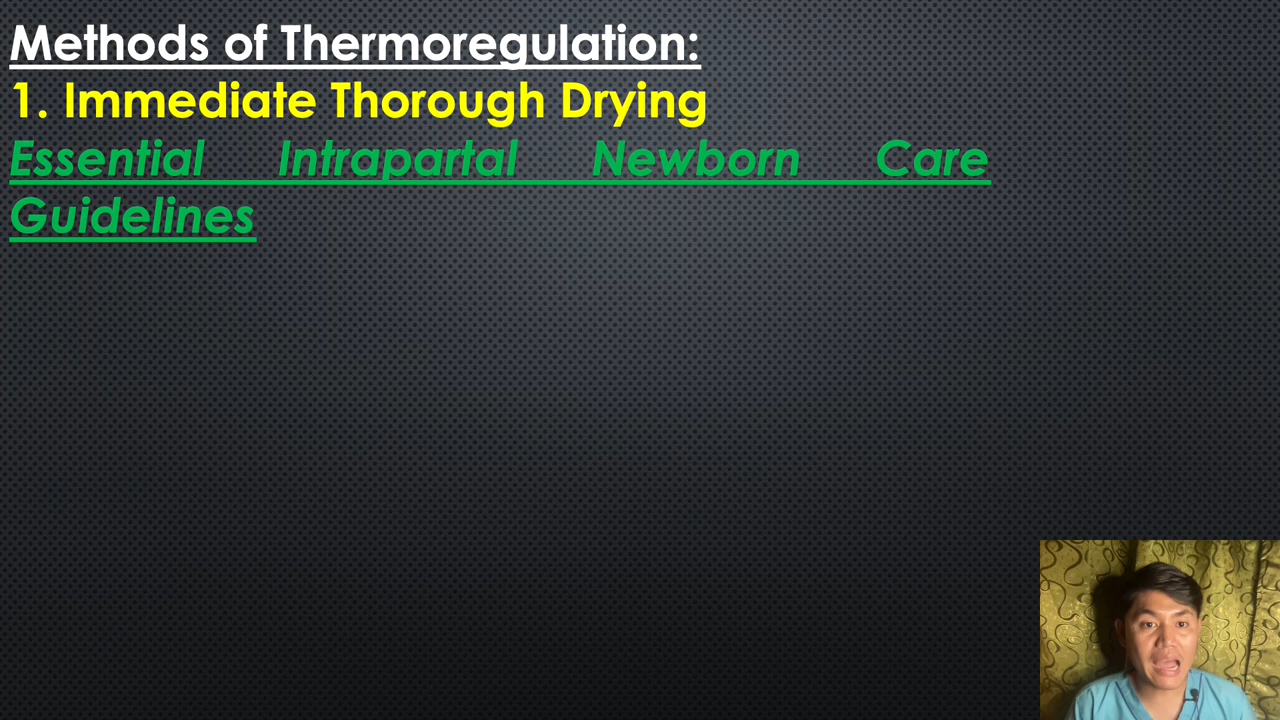 Methods of Thermoregulation:
1. Immediate Thorough Drying
Essential Intrapartal Newborn Care
Guidelines